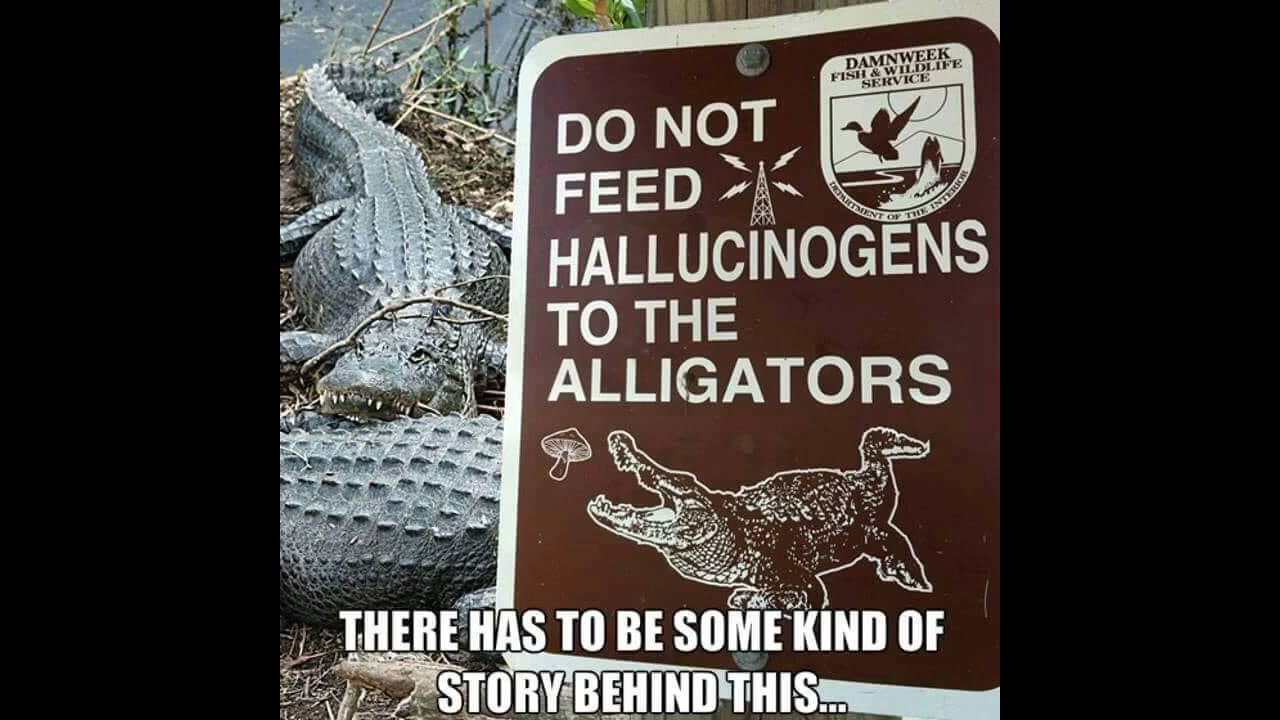 DAMNWEEK
FISH & WILDLIFE
SERVICE
DEPARTMENT OF THE INTERIOR
DO NOT
FEED
HALLUCINOGENS
TO THE
ALLIGATORS
THERE HAS TO BE SOME KIND OF
STORY BEHIND THIS...